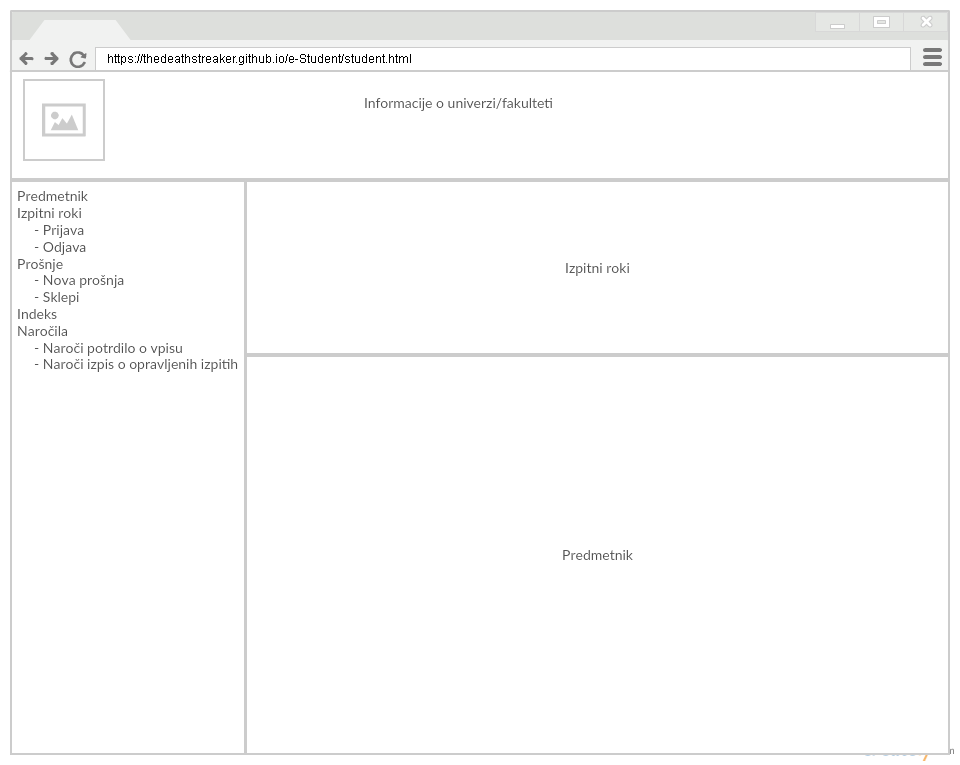 https://thedeathstreaker.github.io/e-Student/student.html
Informacije o univerzi/fakulteti
Predmetnik
Izpitni roki
- Prijava
- Odjava
Prošnje
- Nova prošnja
- Sklepi
Indeks
Naročila
- Naroči potrdilo o vpisu
- Naroči izpis o opravljenih izpitih
Izpitni roki
Predmetnik